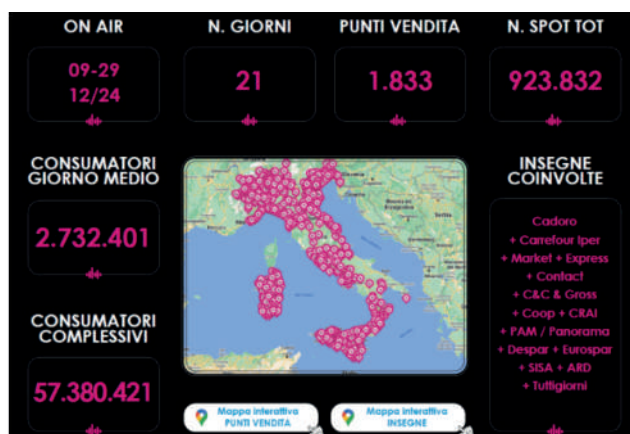 ON AIR
09-29
12/24
N. GIORNI
21
PUNTI VENDITA
1.833
N. SPOT TOT
923.832
CONSUMATORI
GIORNO MEDIO
2.732.401
CONSUMATORI
COMPLESSIVI
57.380.421
Mappa interattiva
PUNTI VENDITA
Mappa interattiva
INSEGNE
INSEGNE
COINVOLTE
Cadoro
+ Carrefour Iper
+ Market + Express
+ Contact
+ C&C & Gross
+ Coop + CRAI
+ PAM / Panorama
+ Despar + Eurospar
+ SISA + ARD
+ Tuttigiorni